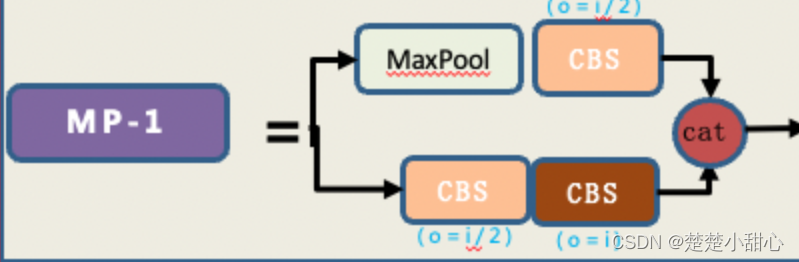 (o=i/2)
MaxPool
CBS
MP-1
=
cat
CBS
CBS
(o=i/2)
(o=i)
CSDN @楚楚小甜心